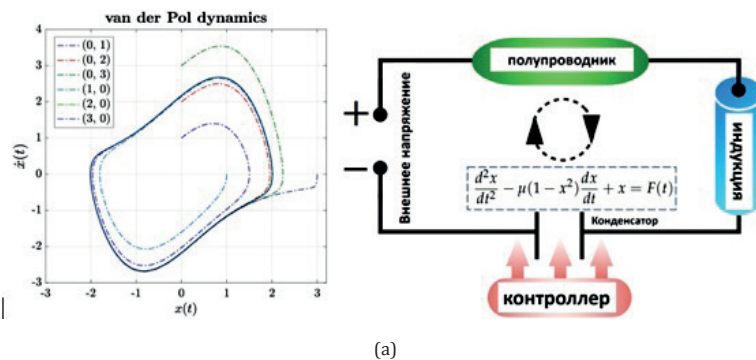 van der Pol dynamics
4
3
2
1
0
-1
-2
-3
ẋ(t)
(0, 1)
(0, 2)
(0, 3)
(1, 0)
(2, 0)
(3, 0)
-3 -2 -1 0 1 2 3
x(t)
полупроводник
+
−
Внешнее напряжение
индукция
d²x/dt² − μ(1 − x²)dx/dt + x = F(t)
Конденсатор
контроллер
(a)